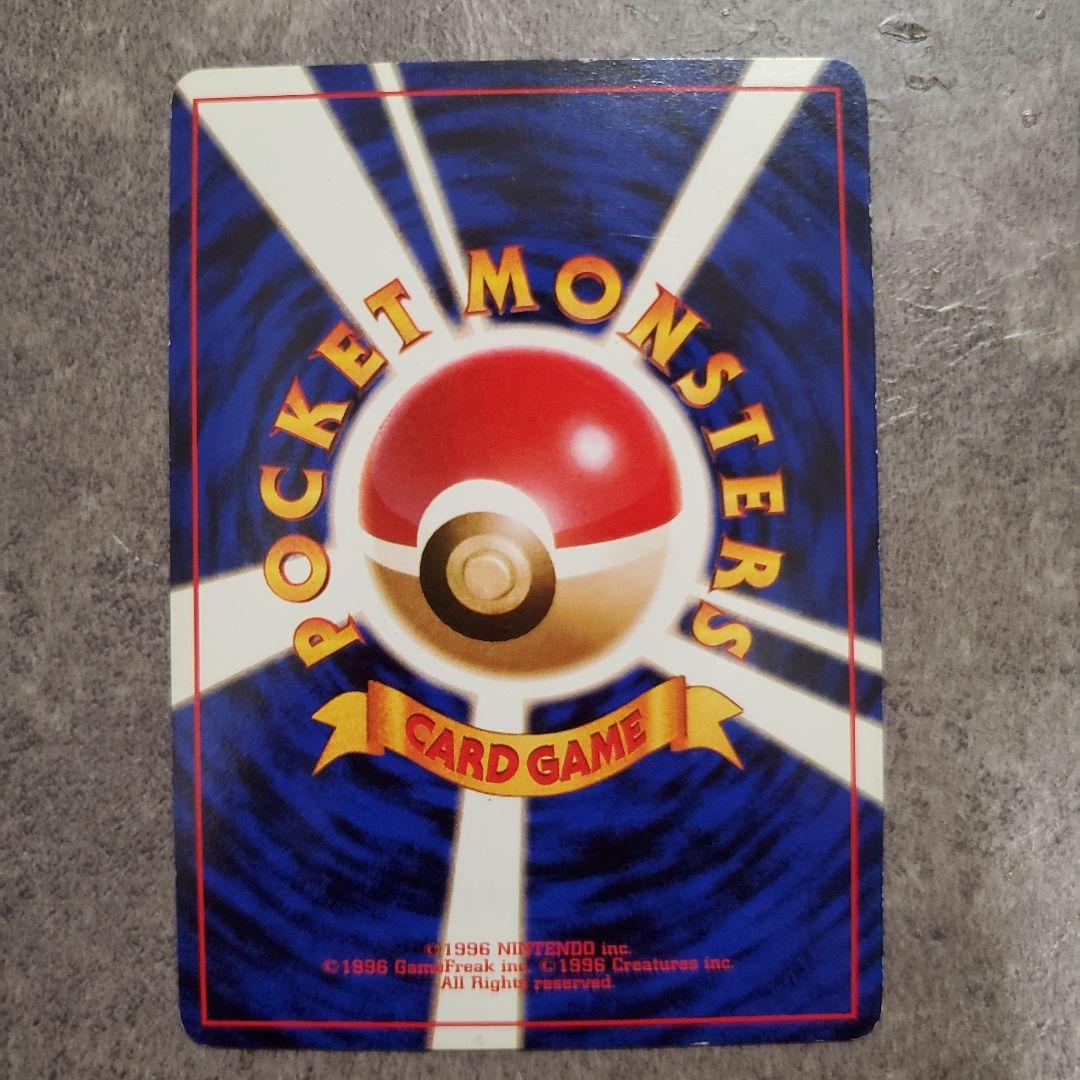 POCKET MONSTERS
CARD GAME
©1996 NINTENDO inc.
©1996 GameFreak inc. ©1996 Creatures inc.
All Rights reserved.